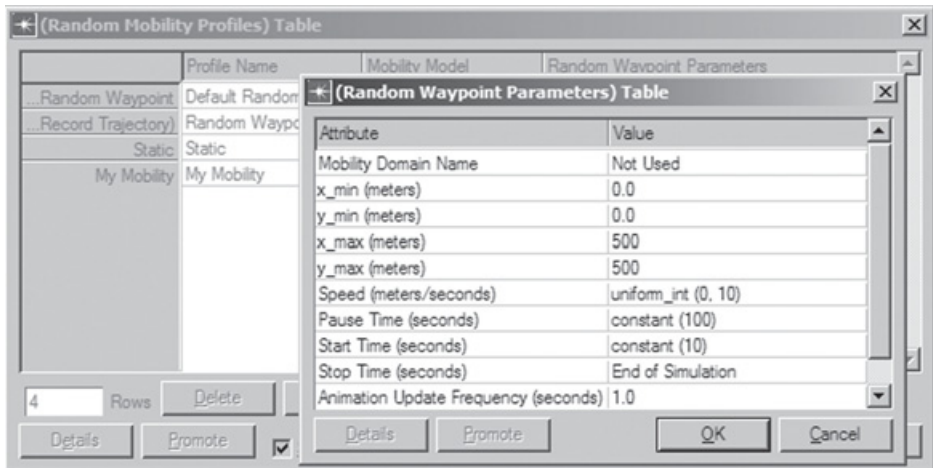 (Random Mobility Profiles) Table
Profile Name Mobility Model Random Waypoint Parameters
...Random Waypoint Default Random
...Record Trajectory) Random Waypo
Static Static
My Mobility My Mobility
(Random Waypoint Parameters) Table
Attribute Value
Mobility Domain Name Not Used
x_min (meters) 0.0
y_min (meters) 0.0
x_max (meters) 500
y_max (meters) 500
Speed (meters/seconds) uniform_int (0, 10)
Pause Time (seconds) constant (100)
Start Time (seconds) constant (10)
Stop Time (seconds) End of Simulation
Animation Update Frequency (seconds) 1.0
Details Promote OK Cancel
4 Rows Delete
Details Promote